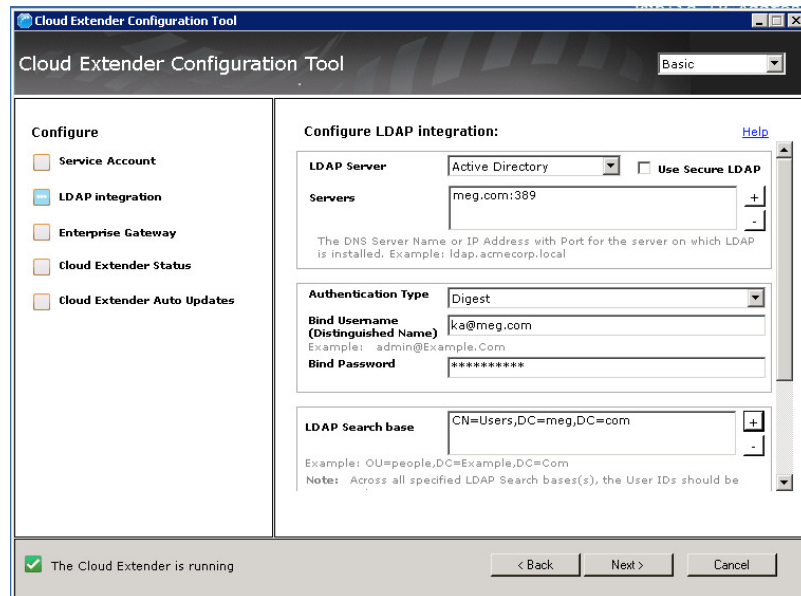 Cloud Extender Configuration Tool
Cloud Extender Configuration Tool
Basic
Configure
Service Account
LDAP integration
Enterprise Gateway
Cloud Extender Status
Cloud Extender Auto Updates
Configure LDAP integration:
Help
LDAP Server
Active Directory
Use Secure LDAP
Servers
meg.com:389
+
-
The DNS Server Name or IP Address with Port for the server on which LDAP
is installed. Example: ldap.acmecorp.local
Authentication Type
Digest
Bind Username
(Distinguished Name)
ka@meg.com
Example: admin@Example.Com
Bind Password
**********
LDAP Search base
CN=Users,DC=meg,DC=com
+
-
Example: OU=people,DC=Example,DC=Com
Note: Across all specified LDAP Search bases(s), the User IDs should be
The Cloud Extender is running
< Back
Next >
Cancel